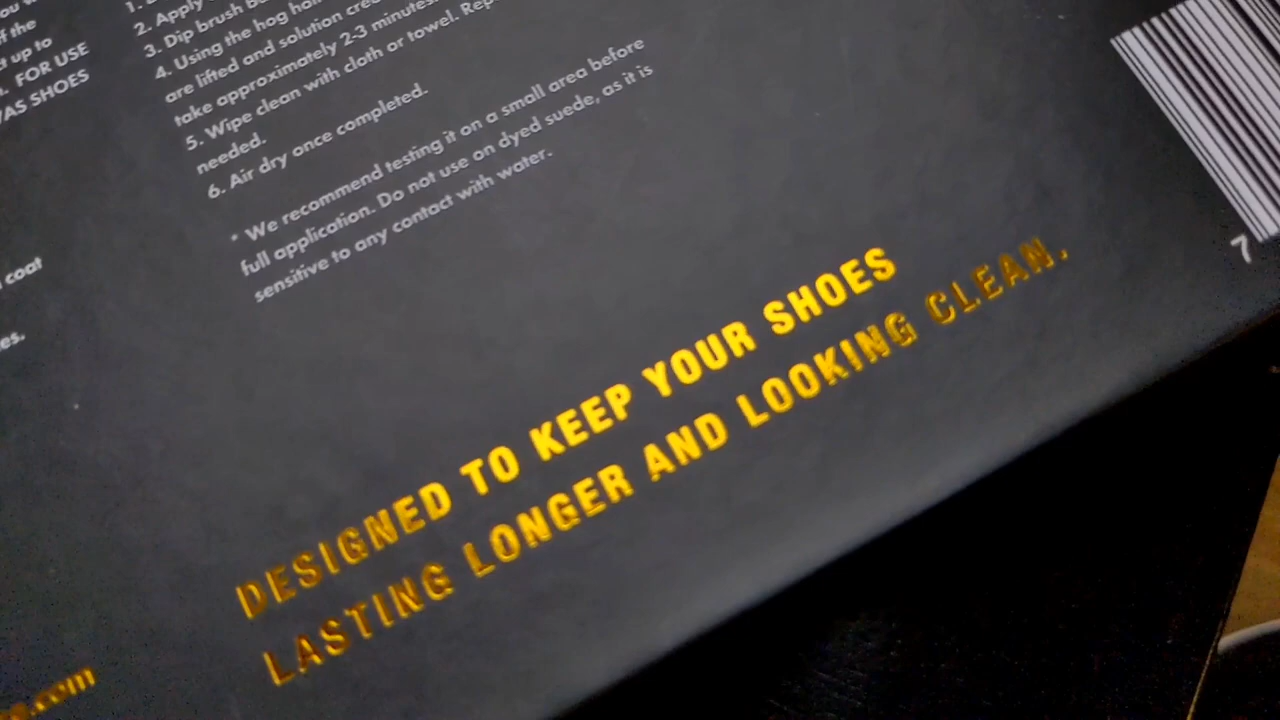 of the
up to
FOR USE
AS SHOES
coat
2. Apply
3. Dip brush
4. Using the hog
are lifted and solution
take approximately 2-3 minutes.
5. Wipe clean with cloth or towel.
needed.
6. Air dry once completed.
* We recommend testing it on a small area before
full application. Do not use on dyed suede, as it is
sensitive to any contact with water.
DESIGNED TO KEEP YOUR SHOES
LASTING LONGER AND LOOKING CLEAN.
.com
7